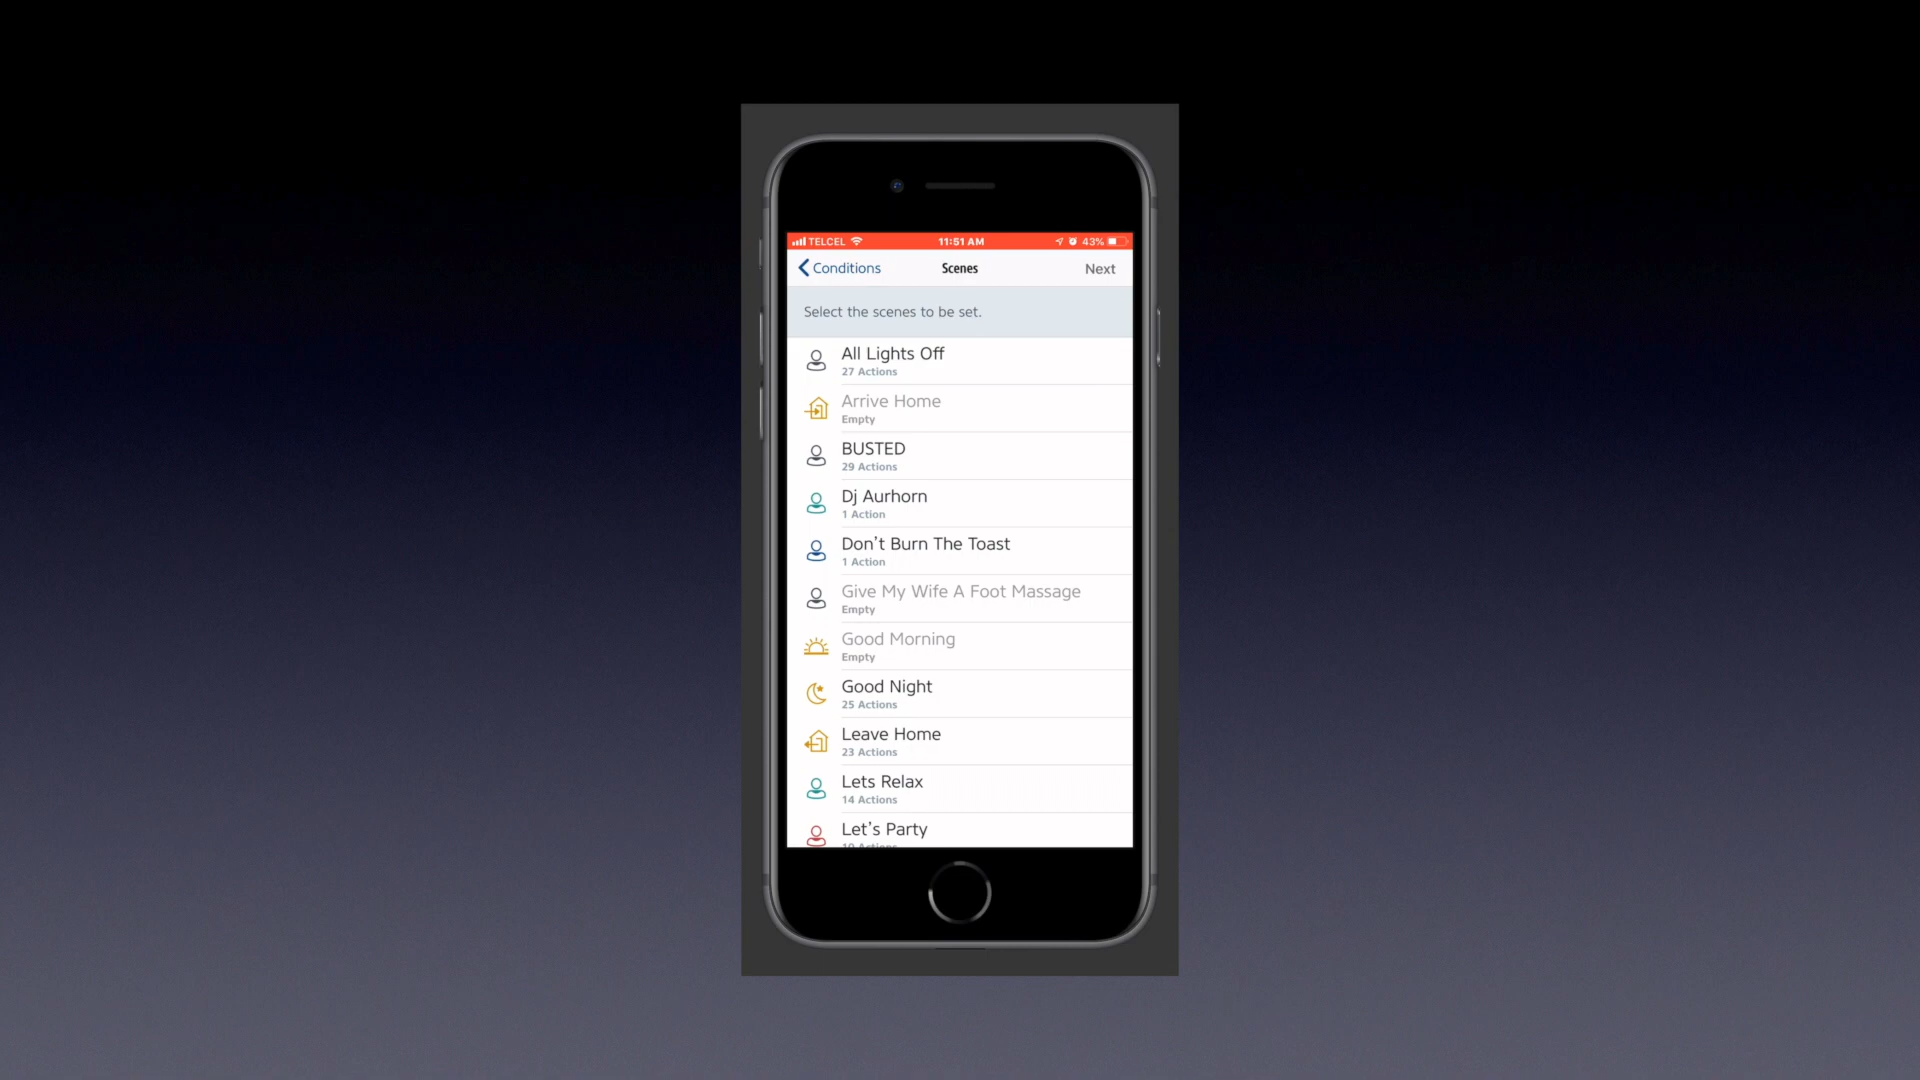 TELCEL 11:51 AM 43%
Conditions Scenes Next
Select the scenes to be set.
All Lights Off
27 Actions
Arrive Home
Empty
BUSTED
29 Actions
Dj Aurhorn
1 Action
Don't Burn The Toast
1 Action
Give My Wife A Foot Massage
Empty
Good Morning
Empty
Good Night
25 Actions
Leave Home
23 Actions
Lets Relax
14 Actions
Let's Party